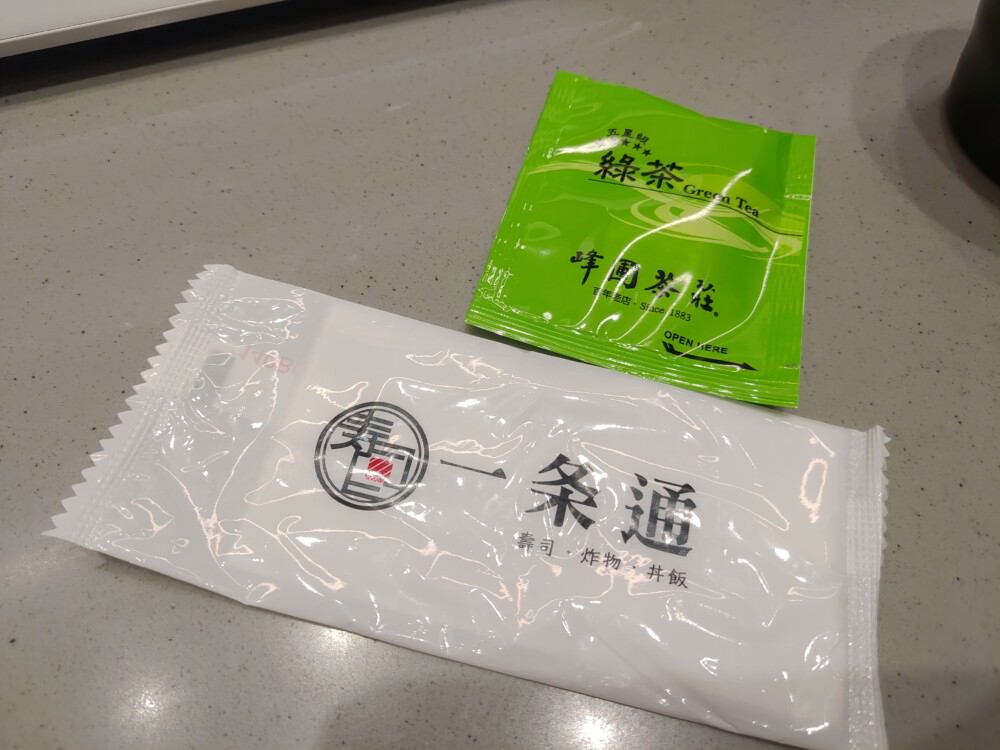 五星級
★★★
綠茶 Green Tea
峰圃茶莊
百年老店·Since 1883
OPEN HERE
寿司
一条通
壽司·炸物·丼飯